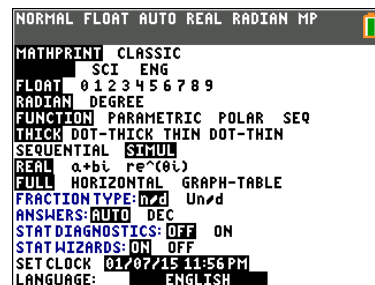 NORMAL FLOAT AUTO REAL RADIAN MP
MATHPRINT CLASSIC
SCI ENG
FLOAT 0 1 2 3 4 5 6 7 8 9
RADIAN DEGREE
FUNCTION PARAMETRIC POLAR SEQ
THICK DOT-THICK THIN DOT-THIN
SEQUENTIAL SIMUL
REAL a+bi re^(θi)
FULL HORIZONTAL GRAPH-TABLE
FRACTION TYPE: n/d Un/d
ANSWERS: AUTO DEC
STAT DIAGNOSTICS: OFF ON
STAT WIZARDS: ON OFF
SET CLOCK 01/07/15 11:56 PM
LANGUAGE: ENGLISH